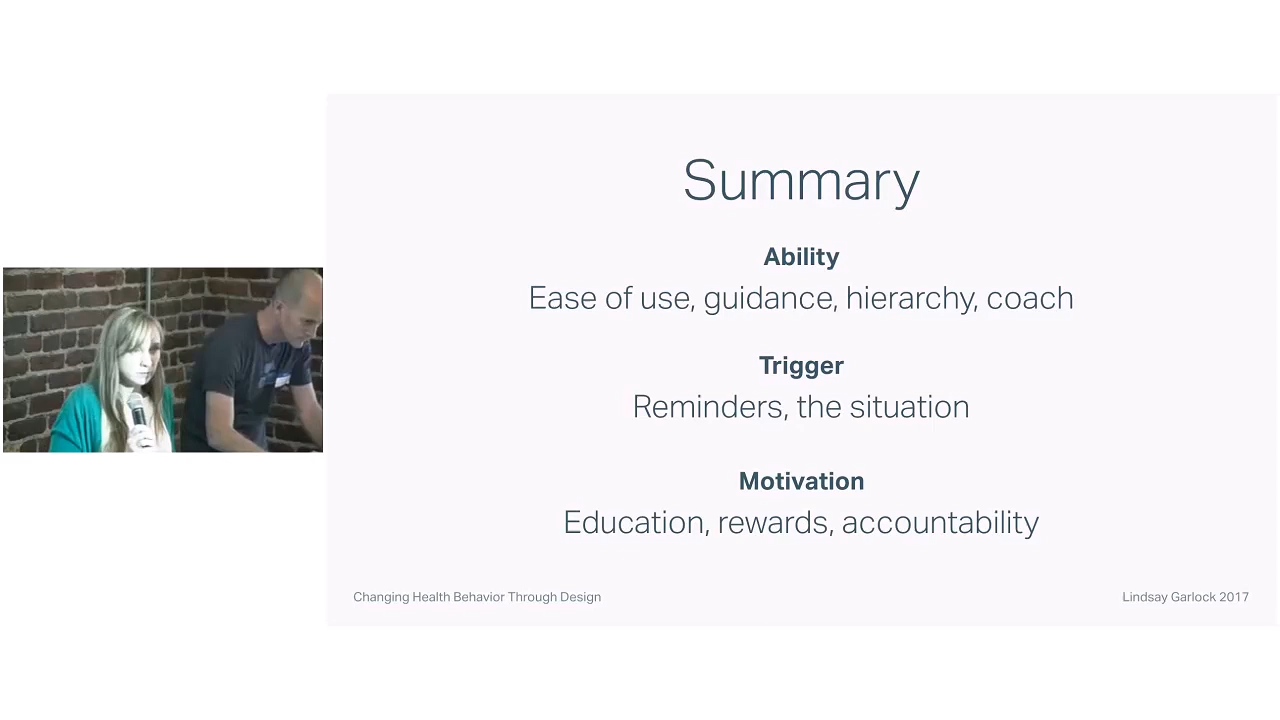 Summary
Ability
Ease of use, guidance, hierarchy, coach
Trigger
Reminders, the situation
Motivation
Education, rewards, accountability
Changing Health Behavior Through Design
Lindsay Garlock 2017